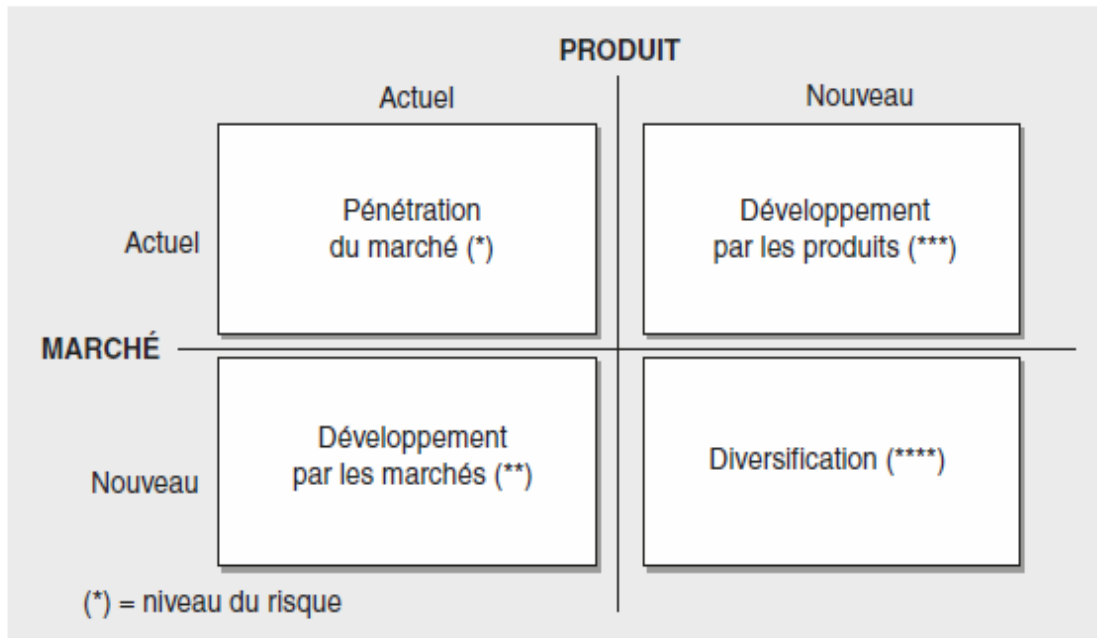 PRODUIT
Actuel
Nouveau
Actuel
Pénétration
du marché (*)
Développement
par les produits (***)
MARCHÉ
Nouveau
Développement
par les marchés (**)
Diversification (****)
(*) = niveau du risque